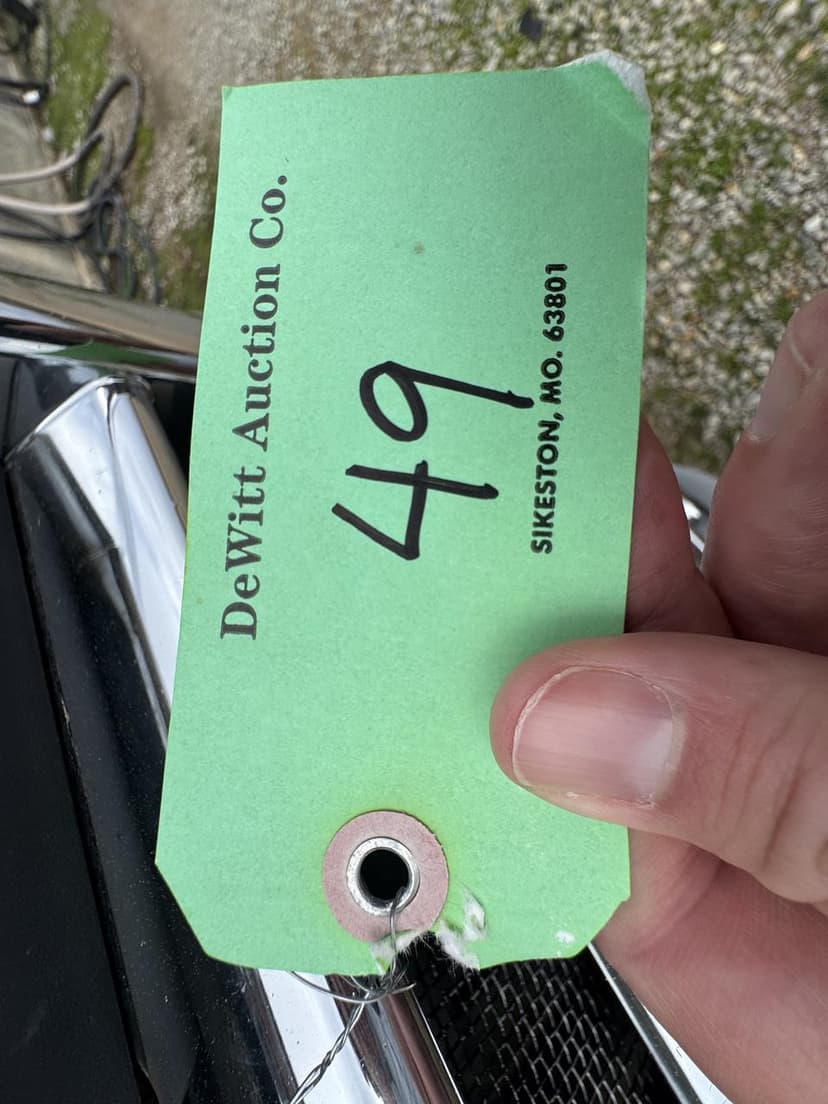 DeWitt Auction Co.
49
SIKESTON, MO. 63801